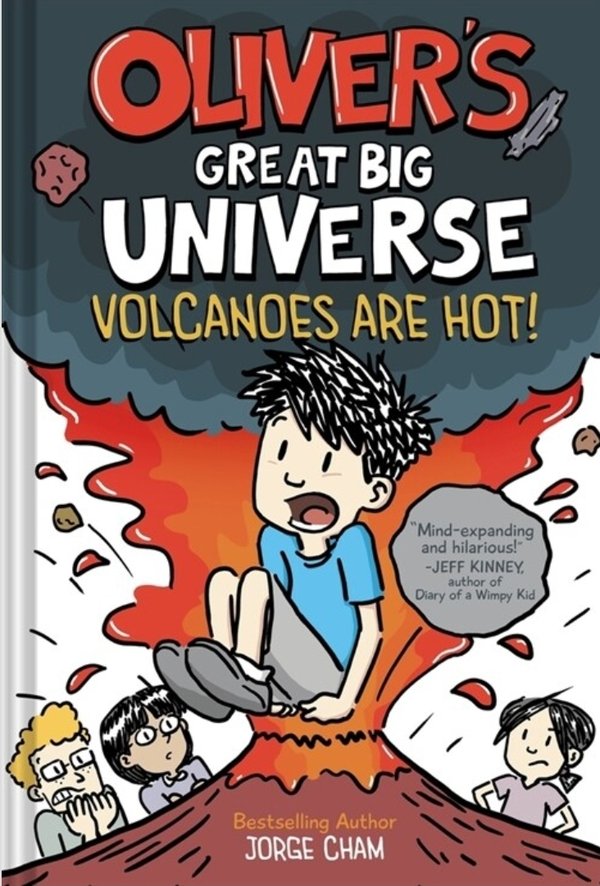 OLIVER'S
GREAT BIG
UNIVERSE
VOLCANOES ARE HOT!
"Mind-expanding
and hilarious!"
-JEFF KINNEY,
author of
Diary of a Wimpy Kid
Bestselling Author
JORGE CHAM